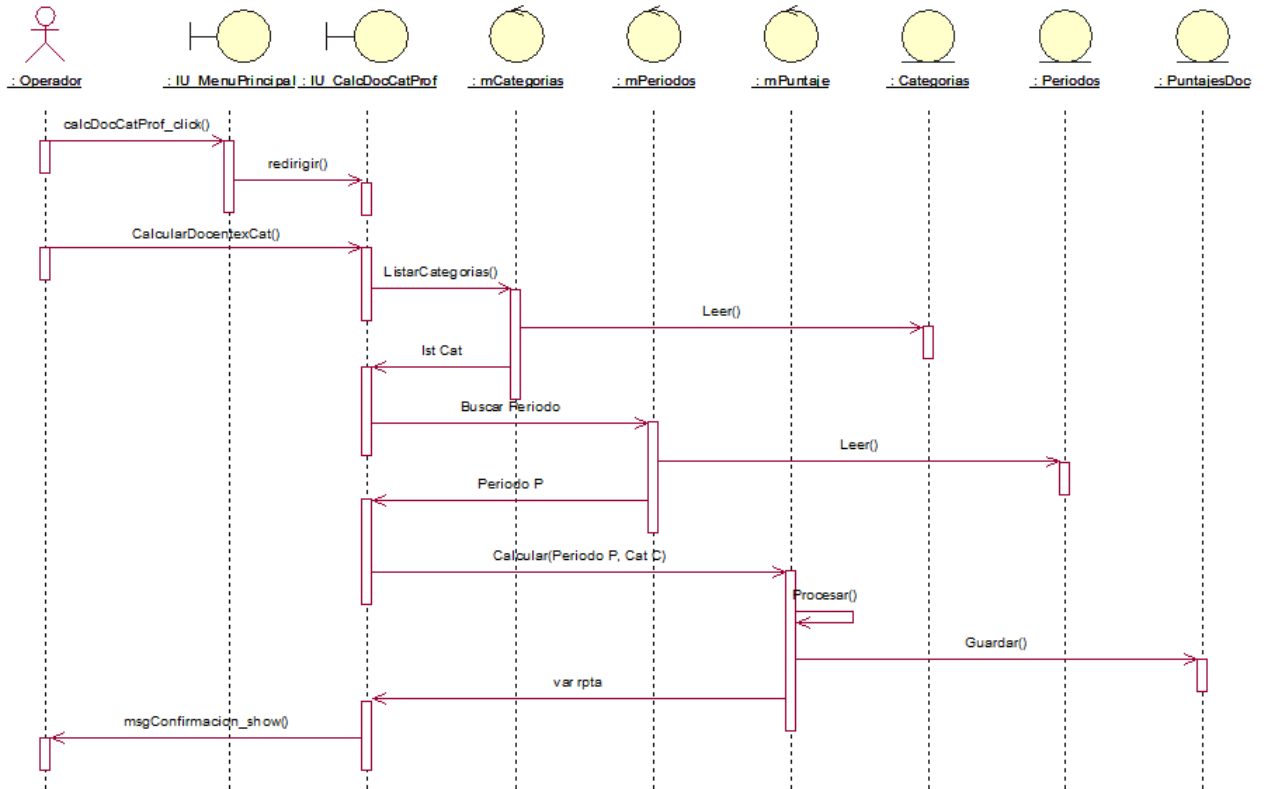 : Operador
: IU_MenuPrincipal
: IU_CalcDocCatProf
: mCategorias
: mPeriodos
: mPuntaje
: Categorias
: Periodos
: PuntajesDoc
calcDocCatProf_click()
redirigir()
CalcularDocentexCat()
ListarCategorias()
Leer()
lst Cat
Buscar Periodo
Leer()
Periodo P
Calcular(Periodo P, Cat C)
Procesar()
Guardar()
var rpta
msgConfirmacion_show()